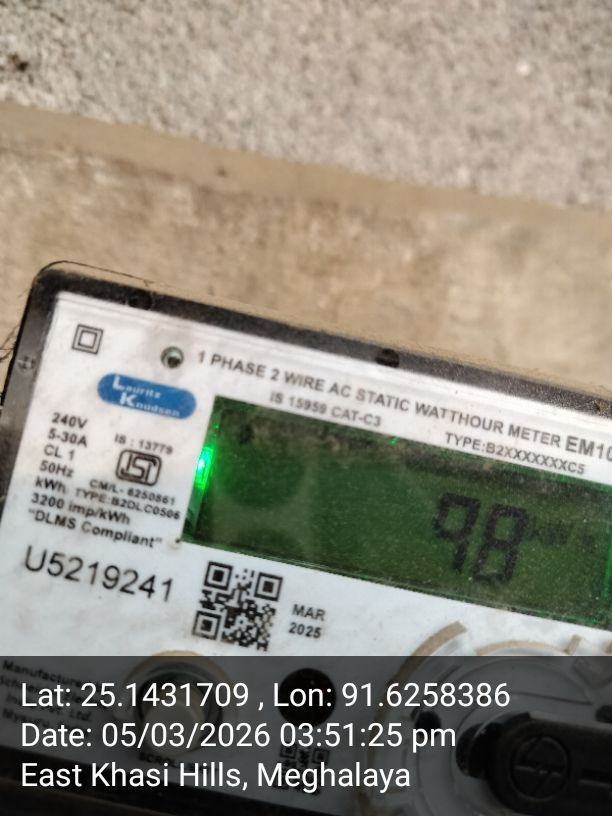 1 PHASE 2 WIRE AC STATIC WATTHOUR METER
IS 15959 CAT-C3
TYPE:B2XXXXXXXC5
Lauritz
Knudsen
240V
5-30A
CL 1
50Hz
kWh
3200 imp/kWh
"DLMS Compliant"
IS : 13779
ISI
CM/L- 6250861
TYPE:B2DLC0506
98 kWh
U5219241
MAR
2025
Lat: 25.1431709 , Lon: 91.6258386
Date: 05/03/2026 03:51:25 pm
East Khasi Hills, Meghalaya